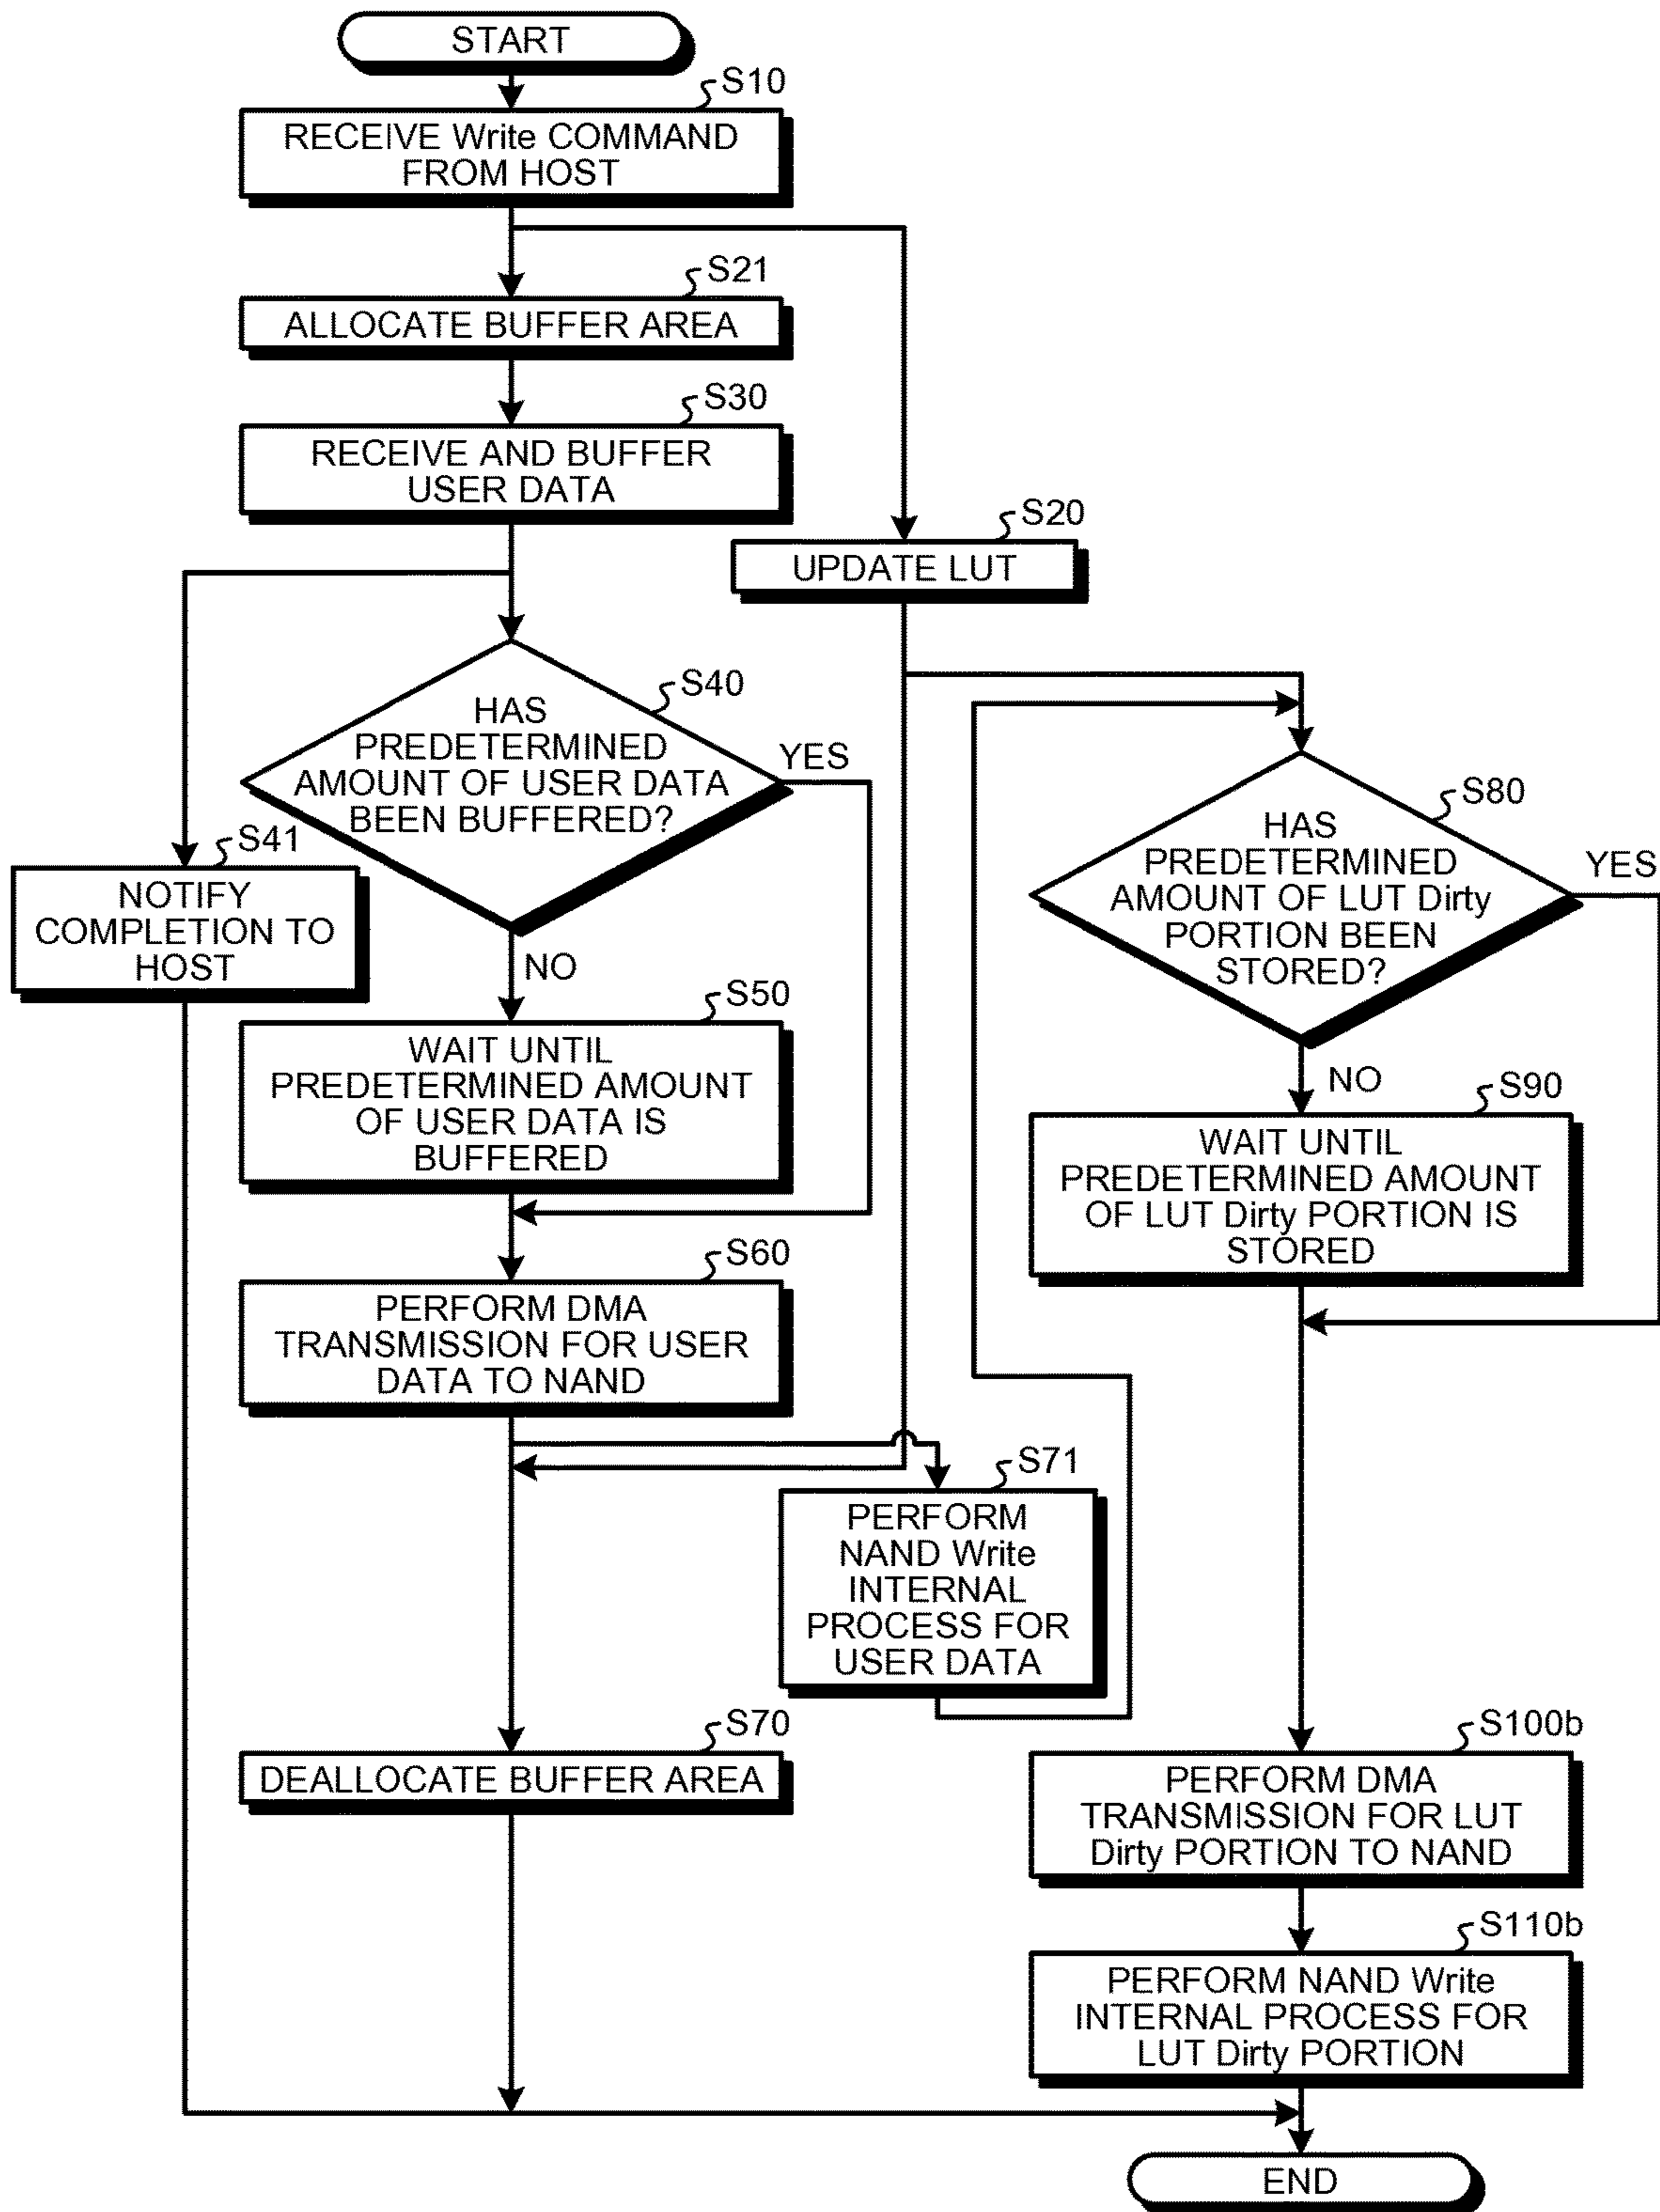 START
S10
RECEIVE Write COMMAND
FROM HOST
S21
ALLOCATE BUFFER AREA
S30
RECEIVE AND BUFFER
USER DATA
S20
UPDATE LUT
S40
HAS
PREDETERMINED
AMOUNT OF USER DATA
BEEN BUFFERED?
YES
NO
S41
NOTIFY
COMPLETION TO
HOST
S50
WAIT UNTIL
PREDETERMINED AMOUNT
OF USER DATA IS
BUFFERED
S60
PERFORM DMA
TRANSMISSION FOR USER
DATA TO NAND
S71
PERFORM
NAND Write
INTERNAL
PROCESS FOR
USER DATA
S70
DEALLOCATE BUFFER AREA
S80
HAS
PREDETERMINED
AMOUNT OF LUT Dirty
PORTION BEEN
STORED?
YES
NO
S90
WAIT UNTIL
PREDETERMINED AMOUNT
OF LUT Dirty PORTION IS
STORED
S100b
PERFORM DMA
TRANSMISSION FOR LUT
Dirty PORTION TO NAND
S110b
PERFORM NAND Write
INTERNAL PROCESS FOR
LUT Dirty PORTION
END